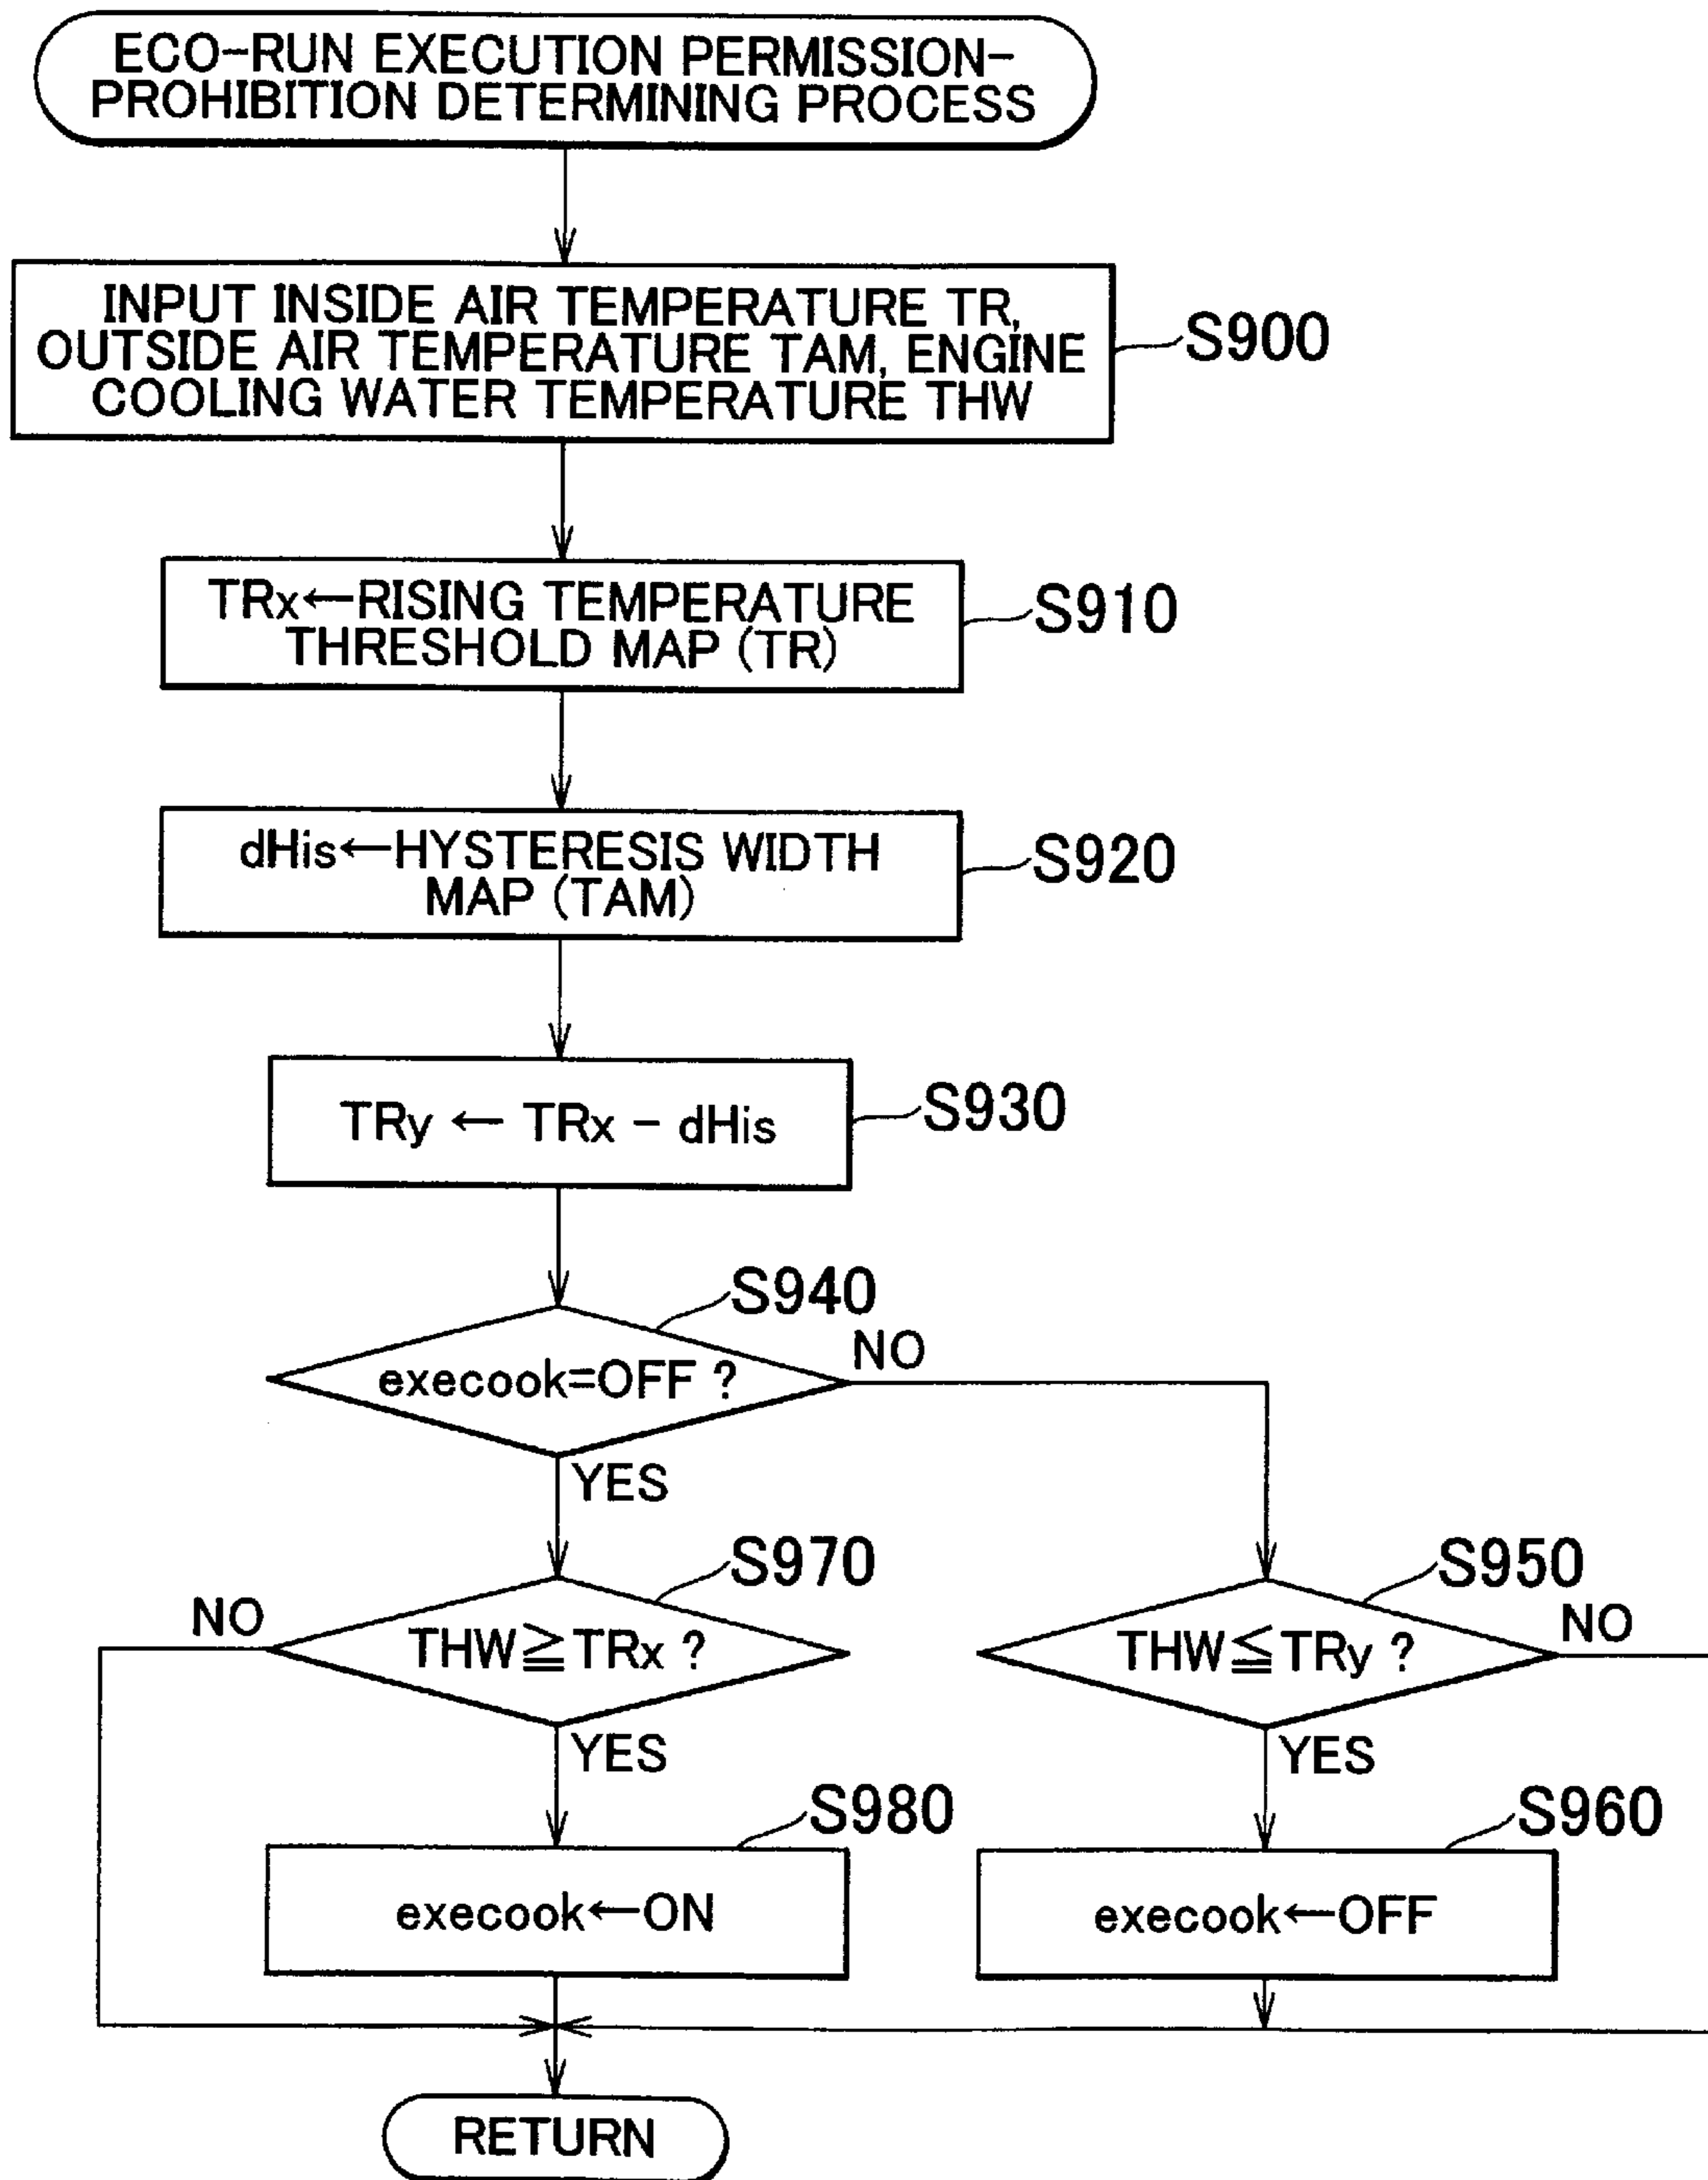 ECO-RUN EXECUTION PERMISSION-
PROHIBITION DETERMINING PROCESS
INPUT INSIDE AIR TEMPERATURE TR,
OUTSIDE AIR TEMPERATURE TAM, ENGINE
COOLING WATER TEMPERATURE THW
S900
TRx←RISING TEMPERATURE
THRESHOLD MAP (TR)
S910
dHis←HYSTERESIS WIDTH
MAP (TAM)
S920
TRy ← TRx - dHis
S930
S940
execook=OFF ?
NO
YES
S970
NO
THW≧TRx ?
YES
S950
THW≦TRy ?
NO
YES
S980
execook←ON
S960
execook←OFF
RETURN